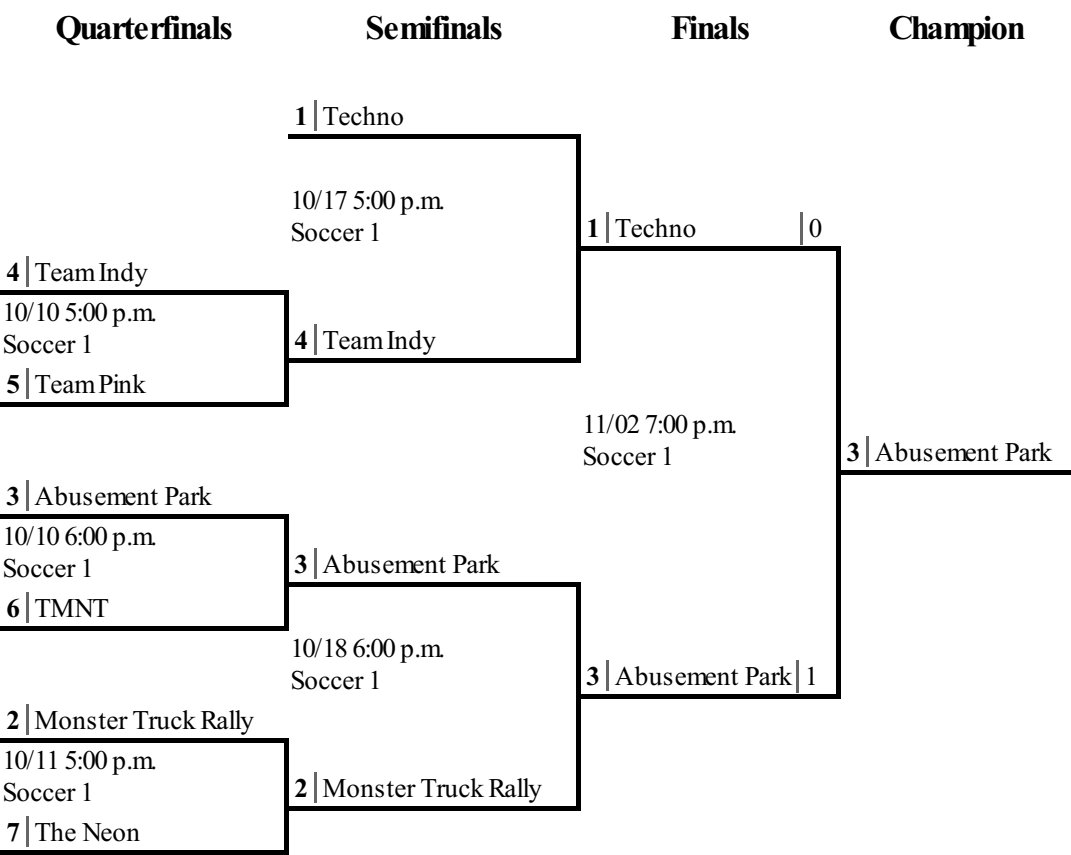 Quarterfinals Semifinals Finals Champion
1 Techno
10/17 5:00 p.m.
Soccer 1
1 Techno 0
4 Team Indy
10/10 5:00 p.m.
Soccer 1
4 Team Indy
5 Team Pink
11/02 7:00 p.m.
Soccer 1
3 Abusement Park
3 Abusement Park
10/10 6:00 p.m.
Soccer 1
3 Abusement Park
6 TMNT
10/18 6:00 p.m.
Soccer 1
3 Abusement Park 1
2 Monster Truck Rally
10/11 5:00 p.m.
Soccer 1
2 Monster Truck Rally
7 The Neon